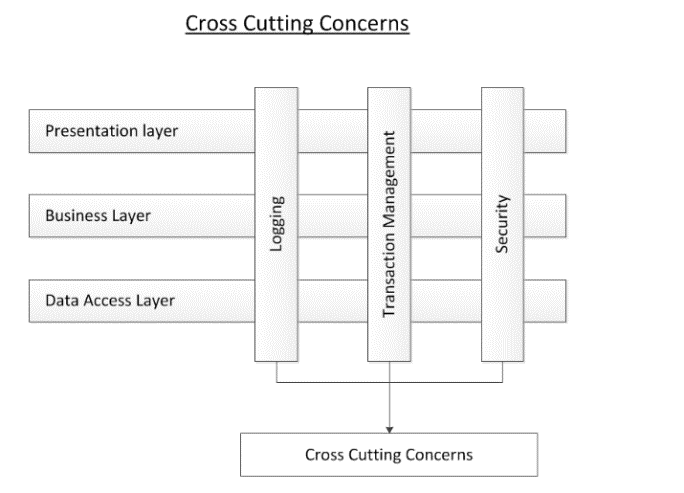 Cross Cutting Concerns
Presentation layer
Business Layer
Data Access Layer
Logging
Transaction Management
Security
Cross Cutting Concerns